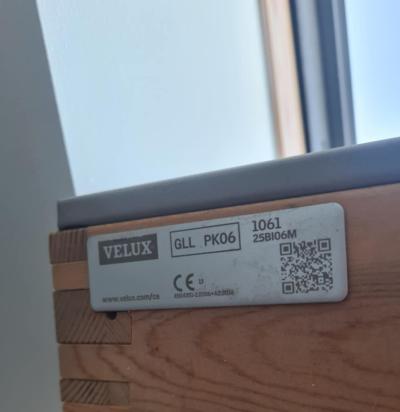 VELUX
GLL PK06
1061
25BI06M
CE
www.velux.com/ce